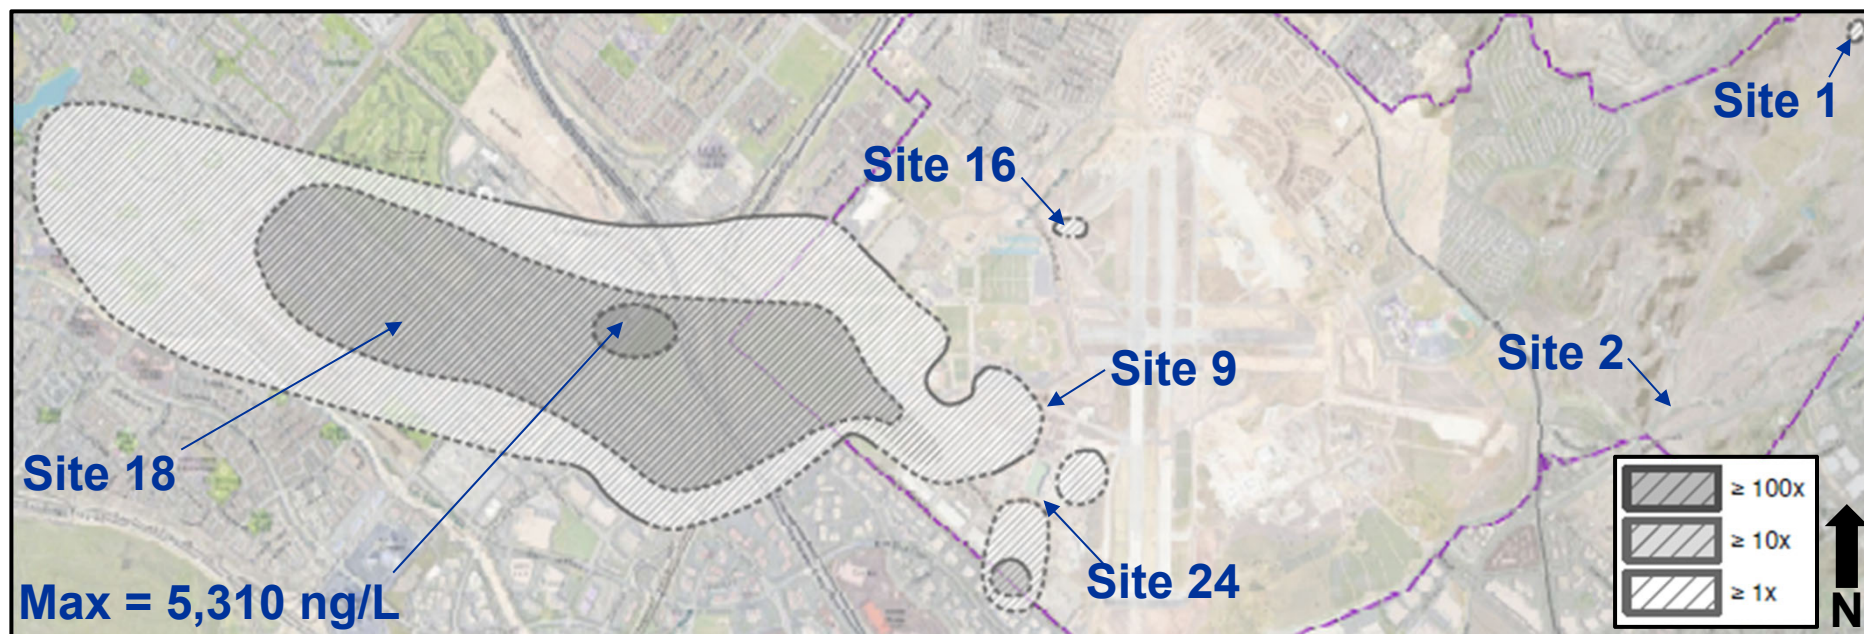 Site 1
Site 16
Site 2
Site 9
Site 18
Site 24
Max = 5,310 ng/L
≥ 100x
≥ 10x
≥ 1x
N